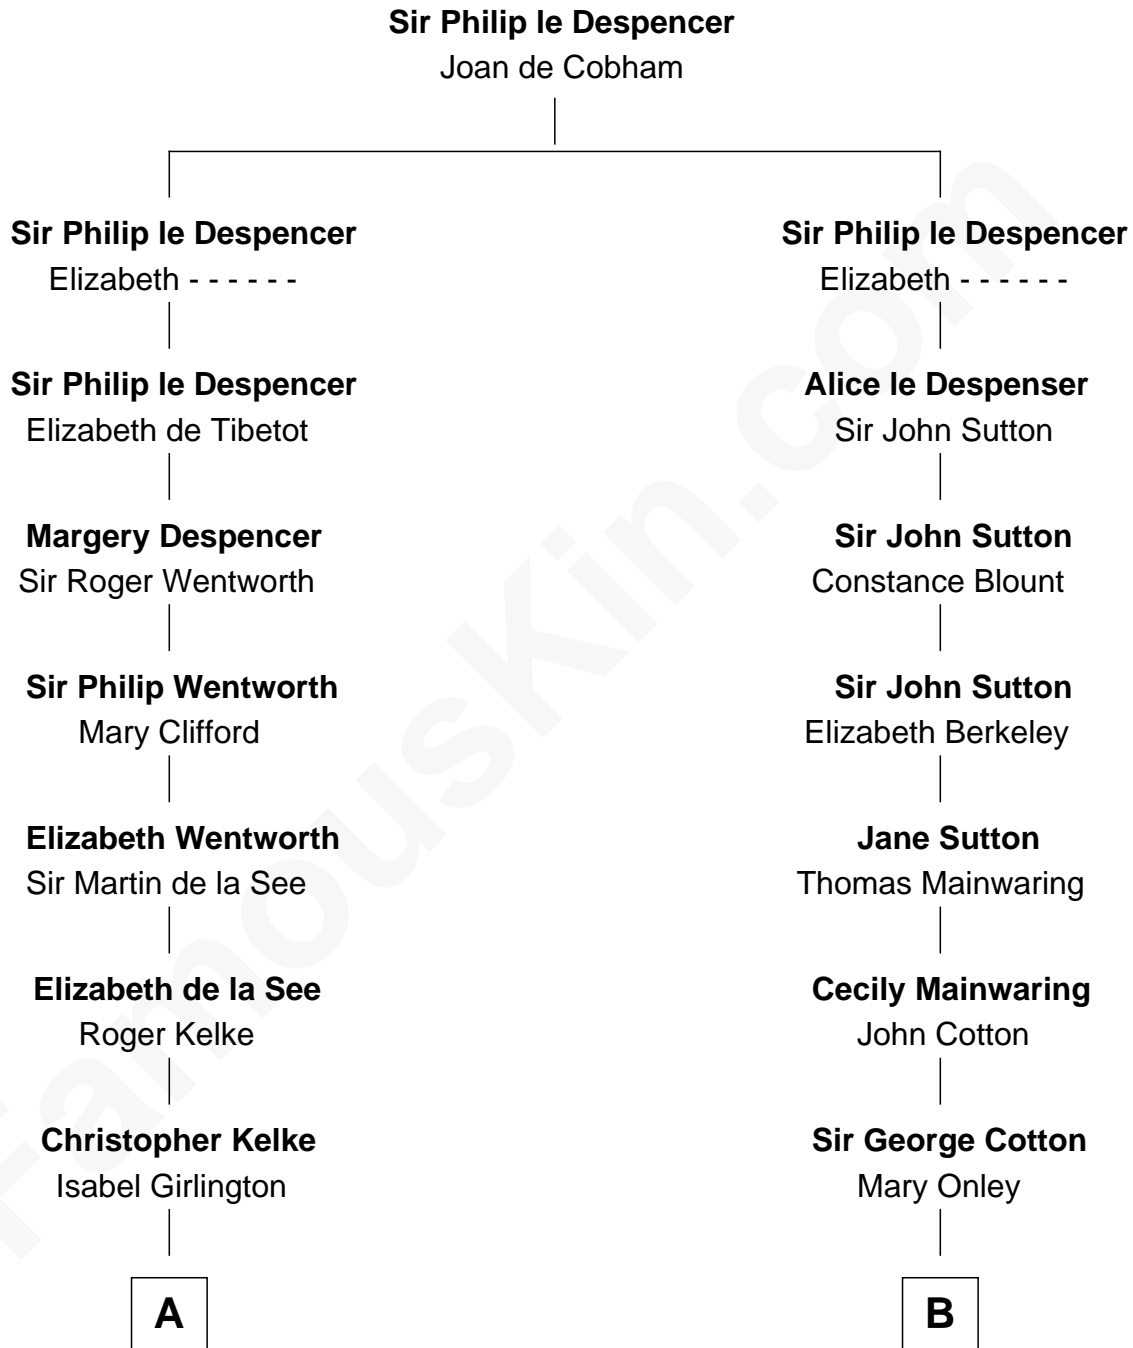 Sir Philip le Despencer
Joan de Cobham
Sir Philip le Despencer
Elizabeth - - - - - -
Sir Philip le Despencer
Elizabeth de Tibetot
Margery Despencer
Sir Roger Wentworth
Sir Philip Wentworth
Mary Clifford
Elizabeth Wentworth
Sir Martin de la See
Elizabeth de la See
Roger Kelke
Christopher Kelke
Isabel Girlington
A
Sir Philip le Despencer
Elizabeth - - - - - -
Alice le Despenser
Sir John Sutton
Sir John Sutton
Constance Blount
Sir John Sutton
Elizabeth Berkeley
Jane Sutton
Thomas Mainwaring
Cecily Mainwaring
John Cotton
Sir George Cotton
Mary Onley
B
FamousKin.com